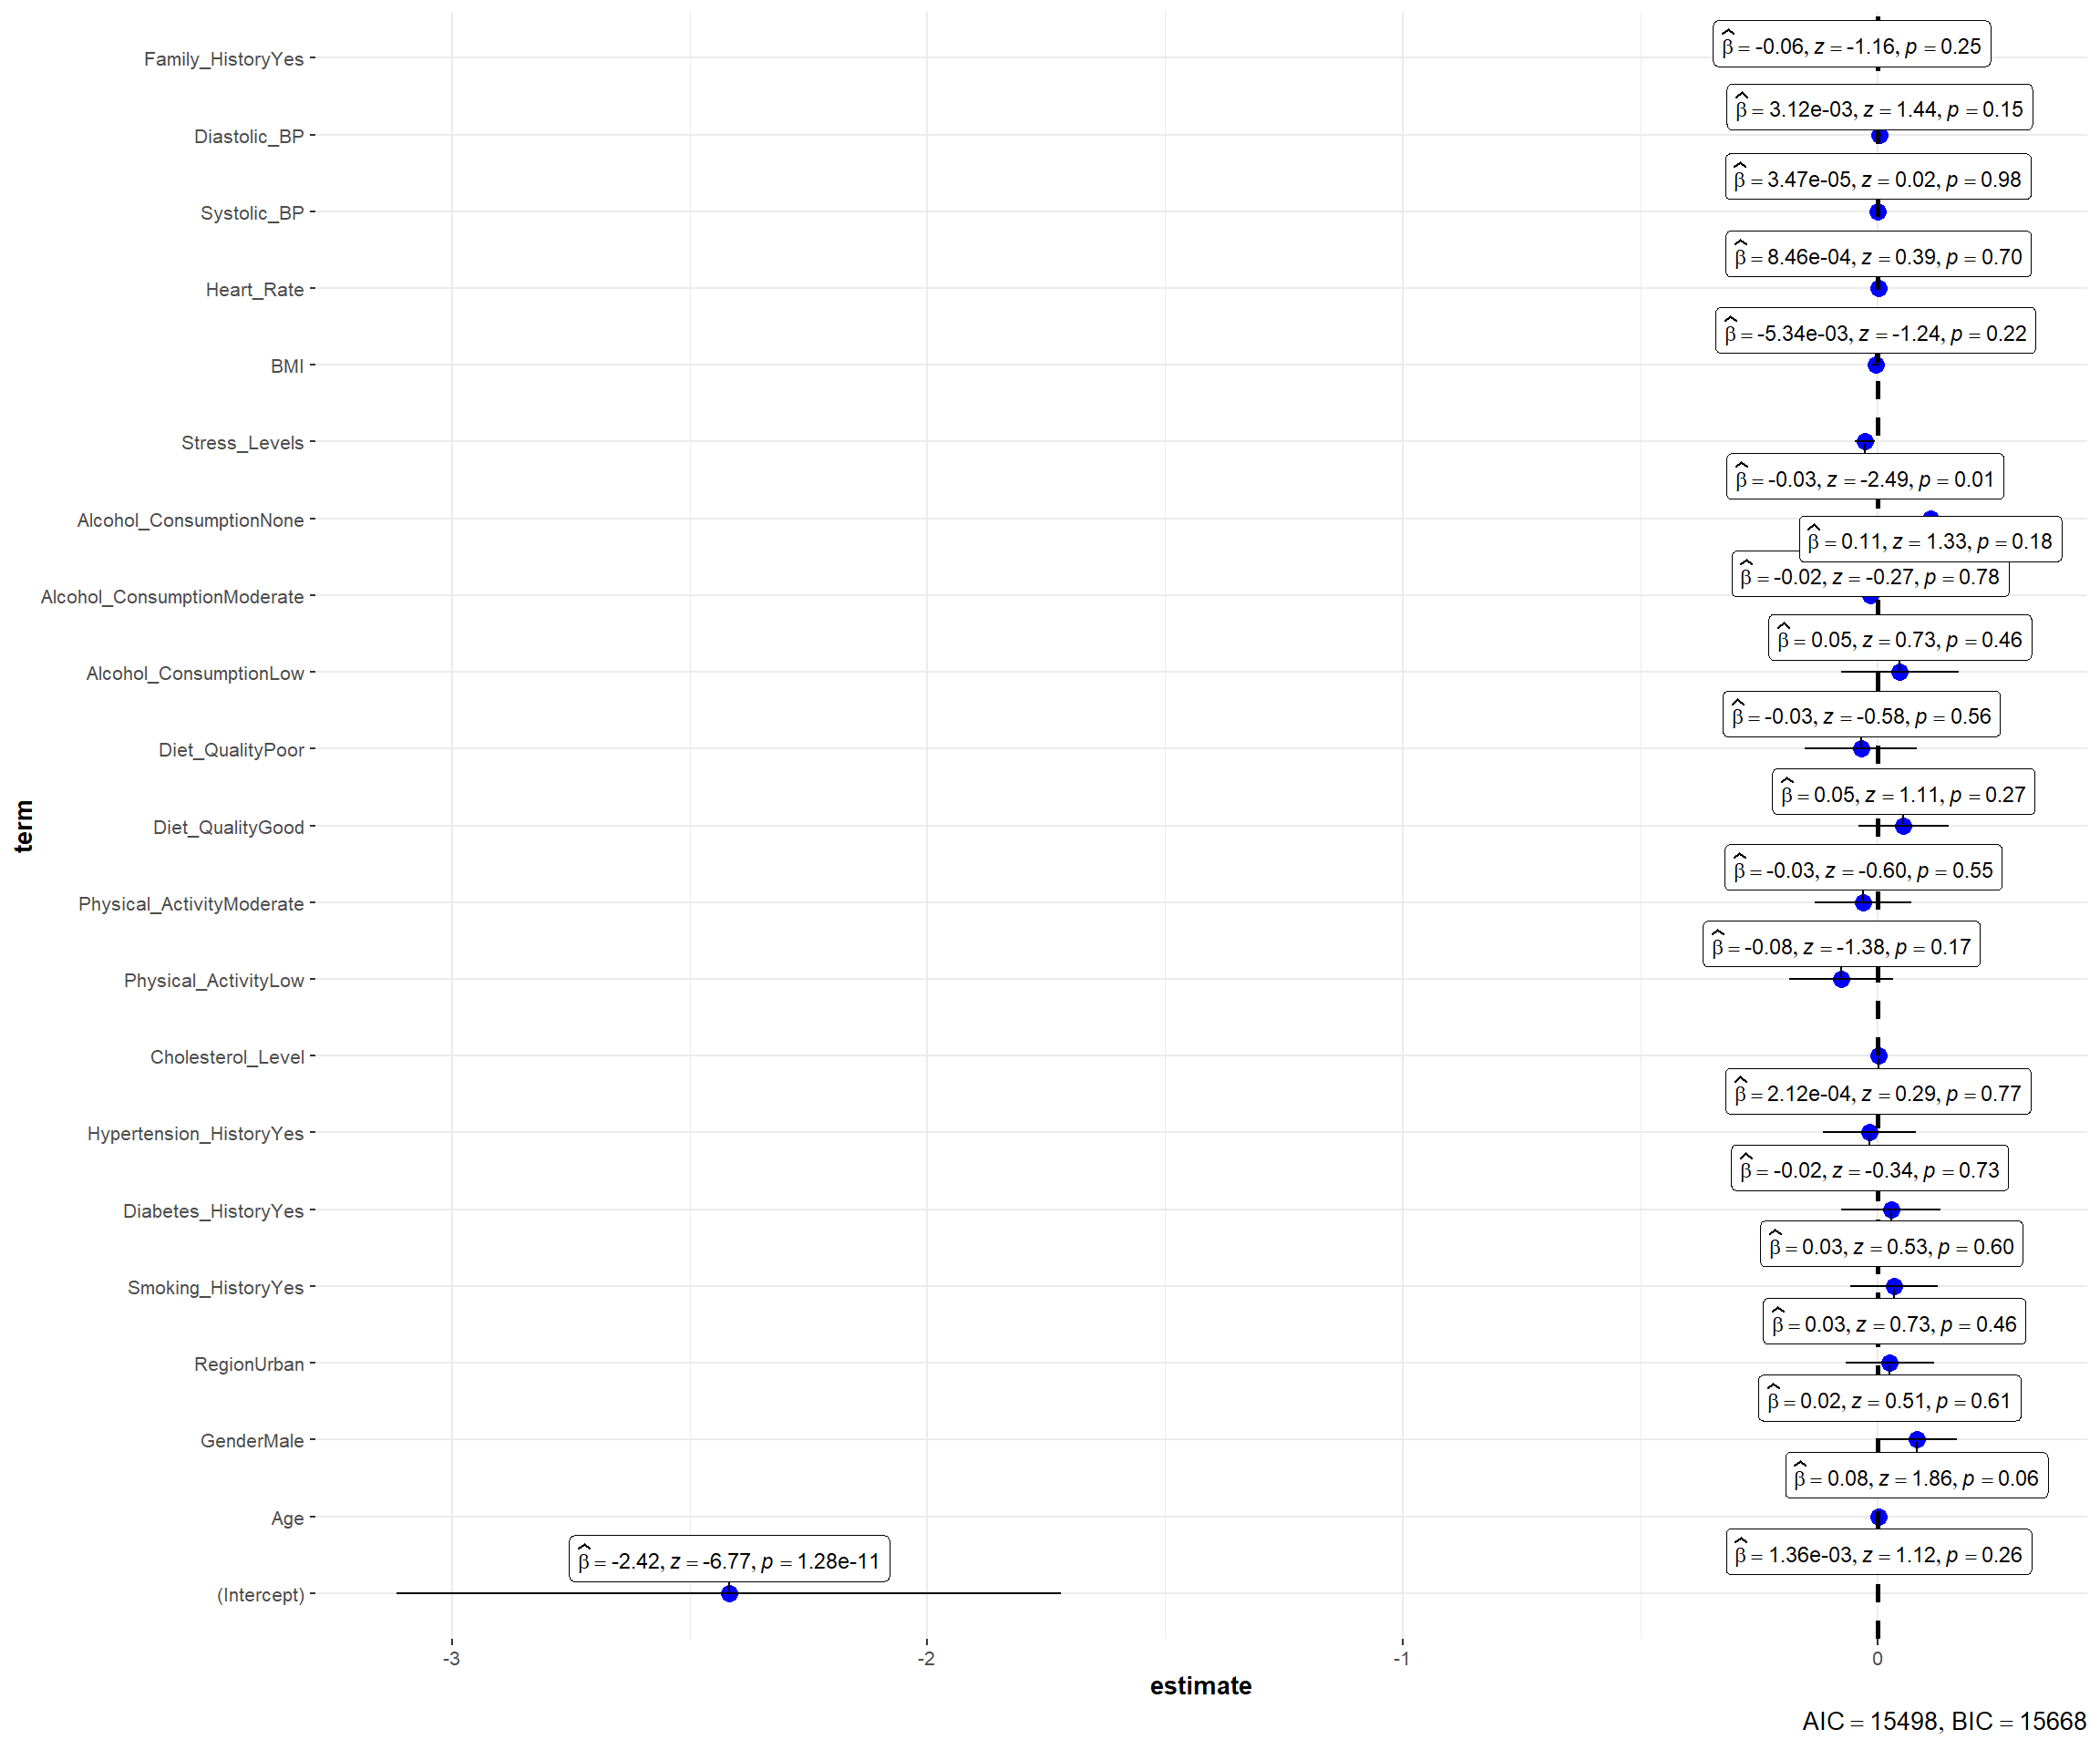 Family_HistoryYes
β̂ = -0.06, z = -1.16, p = 0.25
Diastolic_BP
β̂ = 3.12e-03, z = 1.44, p = 0.15
Systolic_BP
β̂ = 3.47e-05, z = 0.02, p = 0.98
Heart_Rate
β̂ = 8.46e-04, z = 0.39, p = 0.70
BMI
β̂ = -5.34e-03, z = -1.24, p = 0.22
Stress_Levels
β̂ = -0.03, z = -2.49, p = 0.01
Alcohol_ConsumptionNone
β̂ = 0.11, z = 1.33, p = 0.18
Alcohol_ConsumptionModerate
β̂ = -0.02, z = -0.27, p = 0.78
Alcohol_ConsumptionLow
β̂ = 0.05, z = 0.73, p = 0.46
Diet_QualityPoor
β̂ = -0.03, z = -0.58, p = 0.56
Diet_QualityGood
β̂ = 0.05, z = 1.11, p = 0.27
Physical_ActivityModerate
β̂ = -0.03, z = -0.60, p = 0.55
Physical_ActivityLow
β̂ = -0.08, z = -1.38, p = 0.17
Cholesterol_Level
β̂ = 2.12e-04, z = 0.29, p = 0.77
Hypertension_HistoryYes
β̂ = -0.02, z = -0.34, p = 0.73
Diabetes_HistoryYes
β̂ = 0.03, z = 0.53, p = 0.60
Smoking_HistoryYes
β̂ = 0.03, z = 0.73, p = 0.46
RegionUrban
β̂ = 0.02, z = 0.51, p = 0.61
GenderMale
β̂ = 0.08, z = 1.86, p = 0.06
Age
β̂ = 1.36e-03, z = 1.12, p = 0.26
(Intercept)
β̂ = -2.42, z = -6.77, p = 1.28e-11
term
-3 -2 -1 0
estimate
AIC = 15498, BIC = 15668